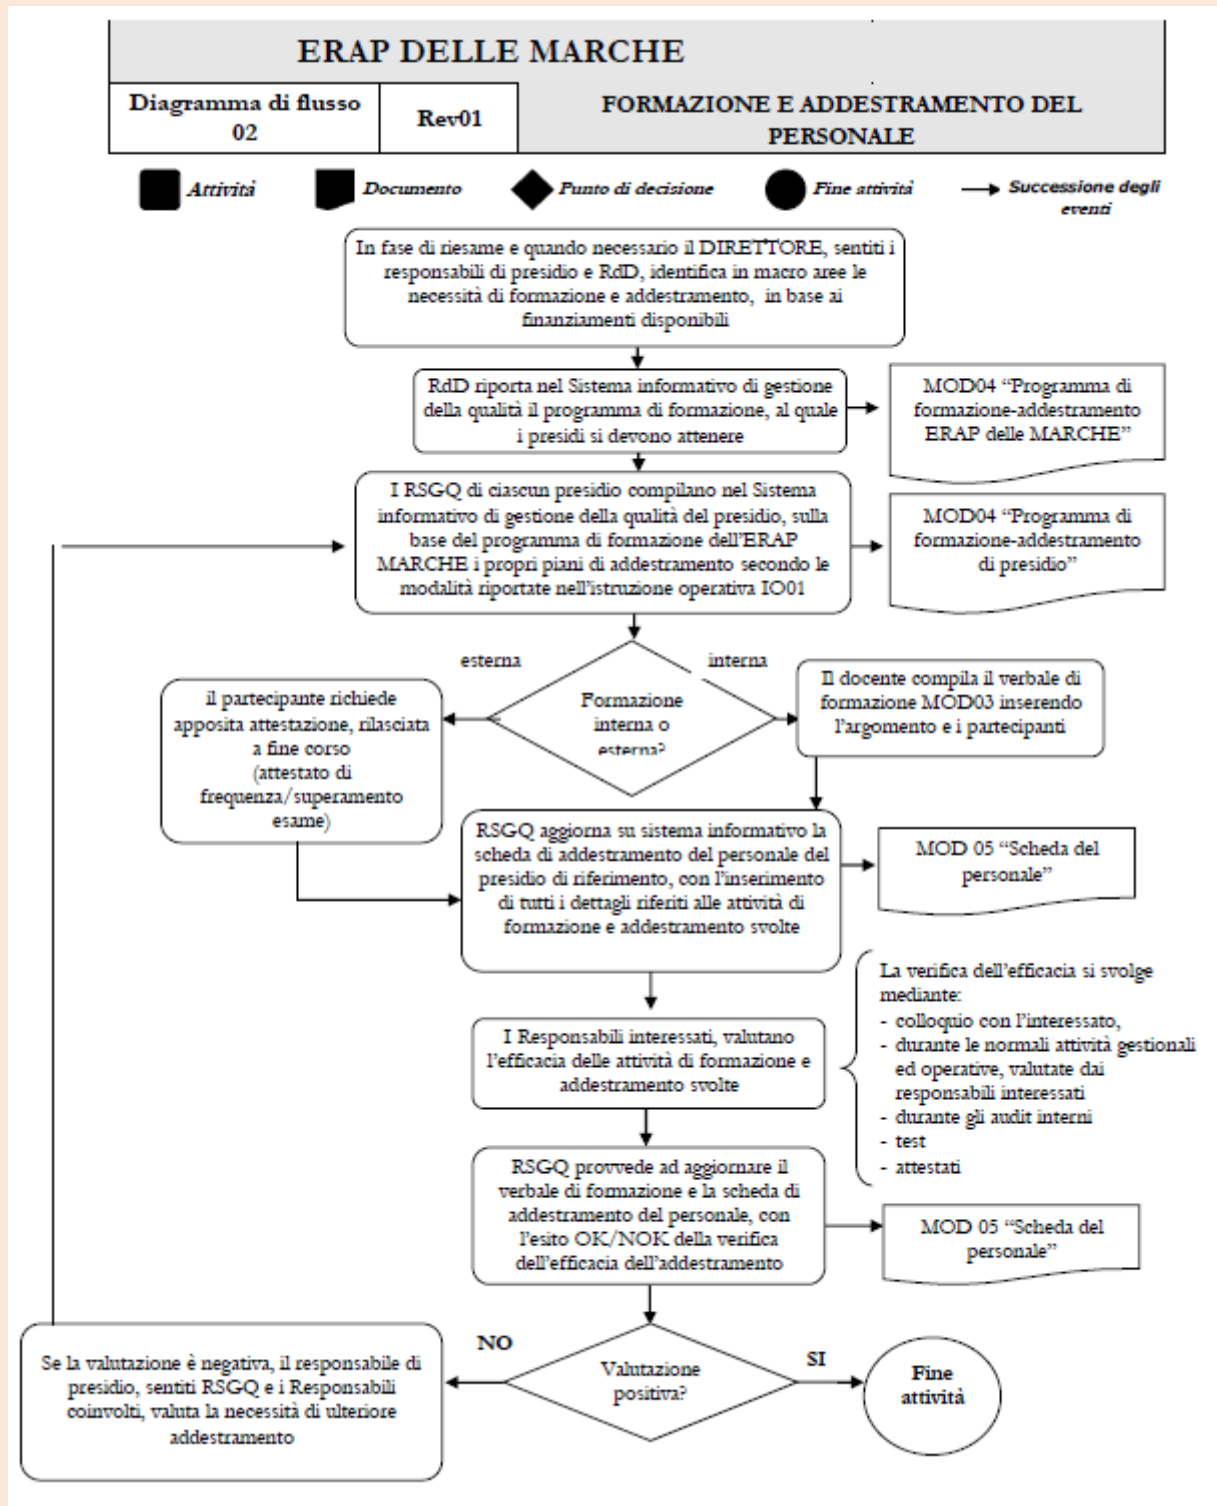 ERAP DELLE MARCHE
Diagramma di flusso
02
Rev01
FORMAZIONE E ADDESTRAMENTO DEL
PERSONALE
Attività
Documento
Punto di decisione
Fine attività
Successione degli
eventi
In fase di riesame e quando necessario il DIRETTORE, sentiti i
responsabili di presidio e RdD, identifica in macro aree le
necessità di formazione e addestramento, in base ai
finanziamenti disponibili
RdD riporta nel Sistema informativo di gestione
della qualità il programma di formazione, al quale
i presidi si devono attenere
MOD04 “Programma di
formazione-addestramento
ERAP delle MARCHE”
I RSGQ di ciascun presidio compilano nel Sistema
informativo di gestione della qualità del presidio, sulla
base del programma di formazione dell’ERAP
MARCHE i propri piani di addestramento secondo le
modalità riportate nell’istruzione operativa IO01
MOD04 “Programma di
formazione-addestramento
di presidio”
esterna
interna
Formazione
interna o
esterna?
il partecipante richiede
apposita attestazione, rilasciata
a fine corso
(attestato di
frequenza/superamento
esame)
Il docente compila il verbale di
formazione MOD03 inserendo
l’argomento e i partecipanti
RSGQ aggiorna su sistema informativo la
scheda di addestramento del personale del
presidio di riferimento, con l’inserimento
di tutti i dettagli riferiti alle attività di
formazione e addestramento svolte
MOD 05 “Scheda del
personale”
I Responsabili interessati, valutano
l’efficacia delle attività di formazione e
addestramento svolte
La verifica dell’efficacia si svolge
mediante:
- colloquio con l’interessato,
- durante le normali attività gestionali
ed operative, valutate dai
responsabili interessati
- durante gli audit interni
- test
- attestati
RSGQ provvede ad aggiornare il
verbale di formazione e la scheda di
addestramento del personale, con
l’esito OK/NOK della verifica
dell’efficacia dell’addestramento
MOD 05 “Scheda del
personale”
NO
SI
Valutazione
positiva?
Se la valutazione è negativa, il responsabile di
presidio, sentiti RSGQ e i Responsabili
coinvolti, valuta la necessità di ulteriore
addestramento
Fine
attività